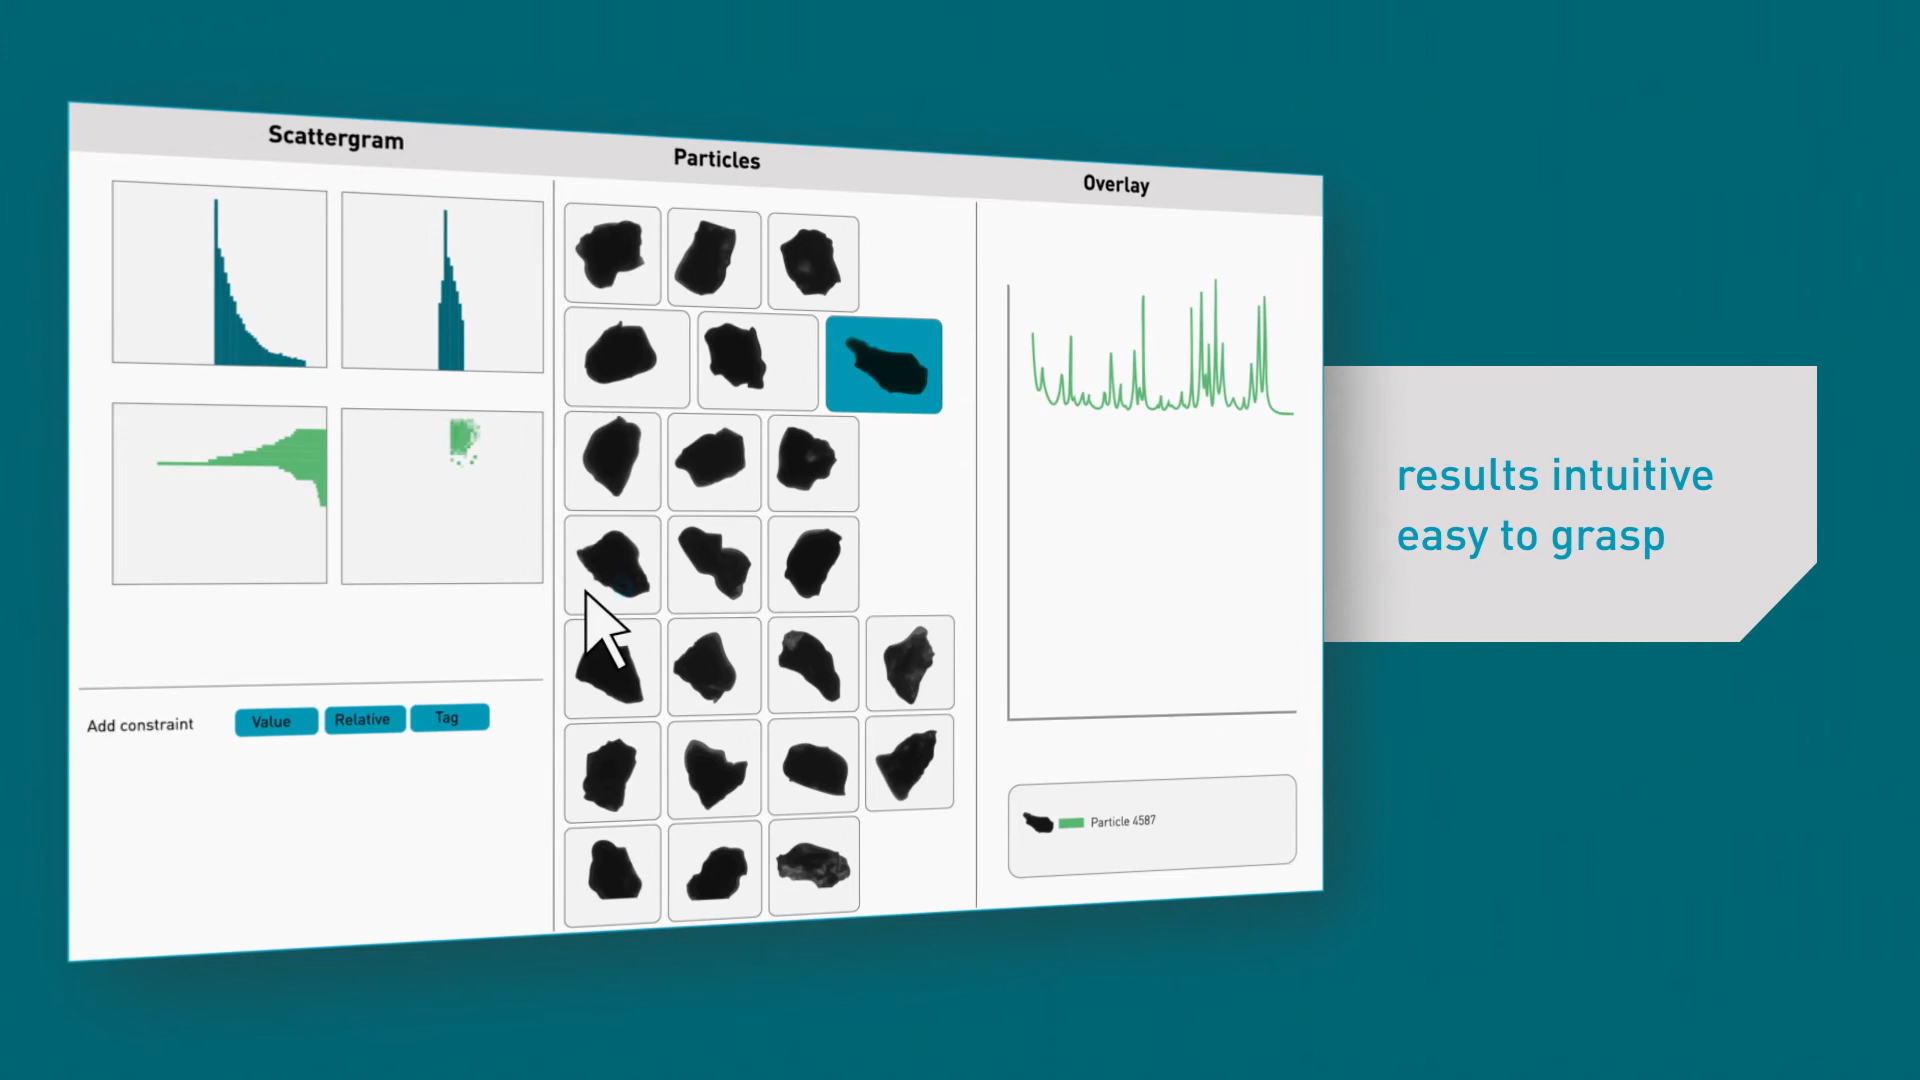 Scattergram
Particles
Overlay
Add constraint
Value
Relative
Tag
Particle 4587
results intuitive
easy to grasp